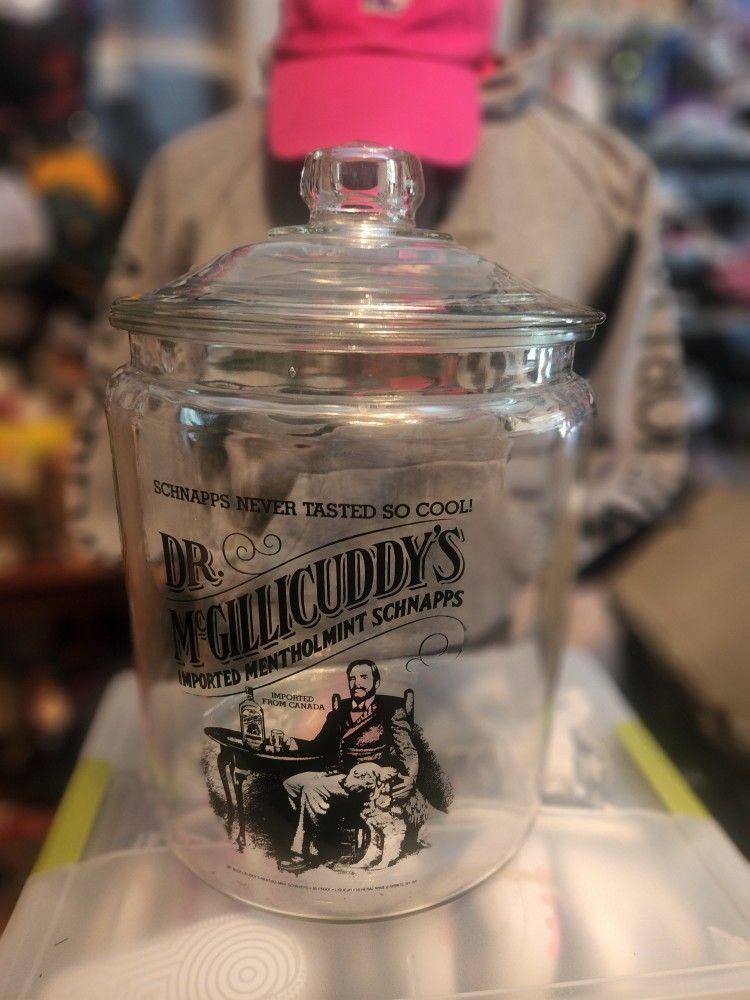 SCHNAPPS NEVER TASTED SO COOL!
DR.
McGILLICUDDY'S
IMPORTED MENTHOLMINT SCHNAPPS
IMPORTED
FROM CANADA